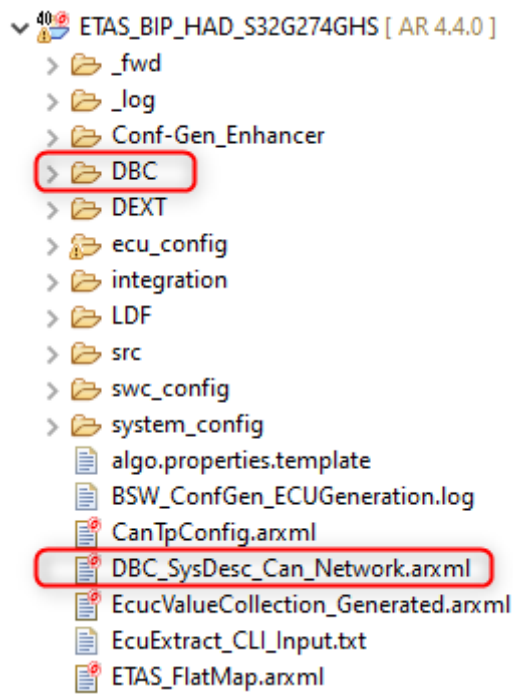 ETAS_BIP_HAD_S32G274GHS [ AR 4.4.0 ]
_fwd
_log
Conf-Gen_Enhancer
DBC
DEXT
ecu_config
integration
LDF
src
swc_config
system_config
algo.properties.template
BSW_ConfGen_ECUGeneration.log
CanTpConfig.arxml
DBC_SysDesc_Can_Network.arxml
EcucValueCollection_Generated.arxml
EcuExtract_CLI_Input.txt
ETAS_FlatMap.arxml